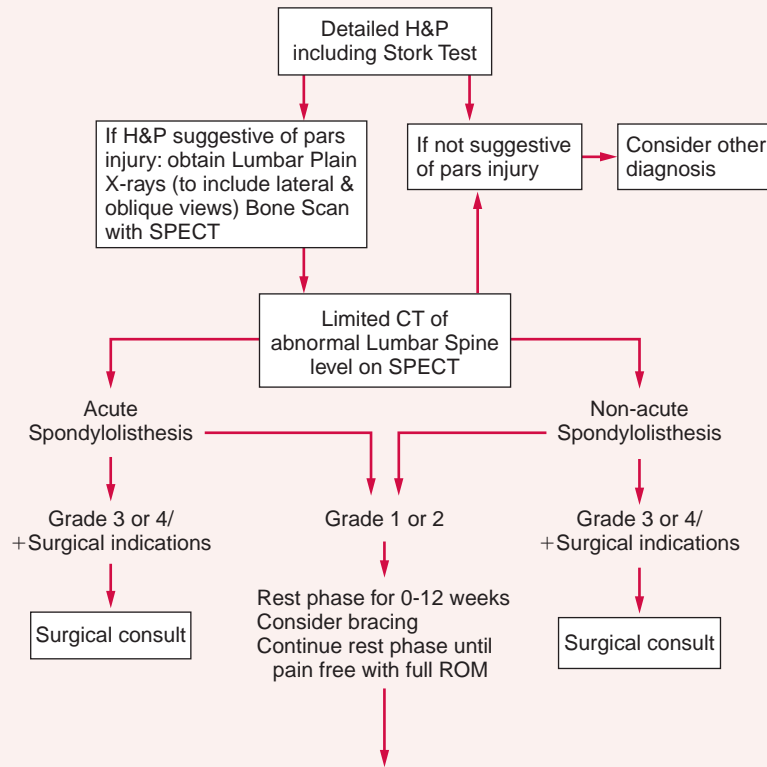 Detailed H&P
including Stork Test
If H&P suggestive of pars
injury: obtain Lumbar Plain
X-rays (to include lateral &
oblique views) Bone Scan
with SPECT
If not suggestive
of pars injury
Consider other
diagnosis
Limited CT of
abnormal Lumbar Spine
level on SPECT
Acute
Spondylolisthesis
Non-acute
Spondylolisthesis
Grade 3 or 4/
+Surgical indications
Grade 1 or 2
Grade 3 or 4/
+Surgical indications
Surgical consult
Rest phase for 0-12 weeks
Consider bracing
Continue rest phase until
pain free with full ROM
Surgical consult